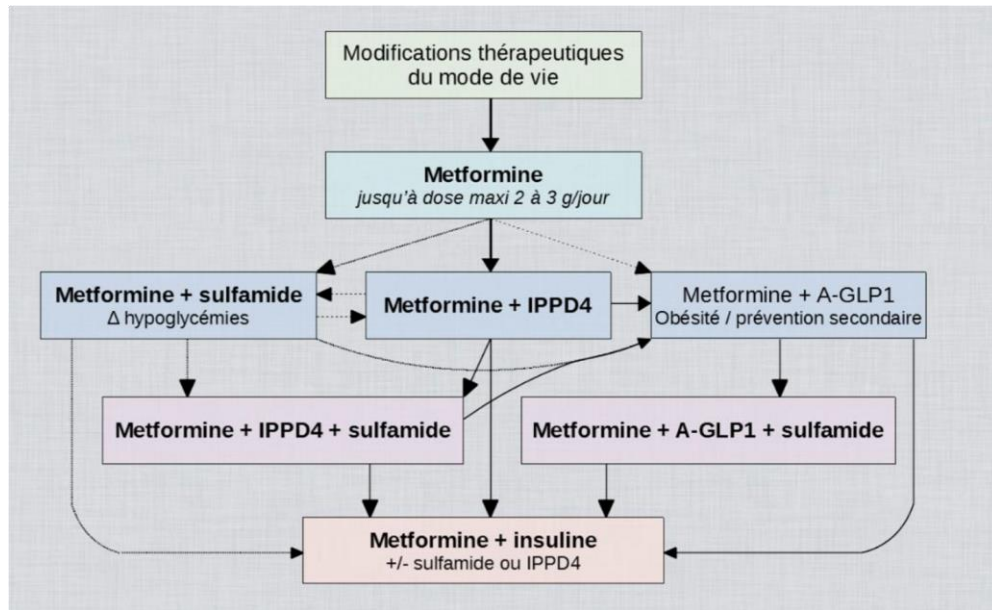 Modifications thérapeutiques
du mode de vie
Metformine
jusqu'à dose maxi 2 à 3 g/jour
Metformine + sulfamide
Δ hypoglycémies
Metformine + IPPD4
Metformine + A-GLP1
Obésité / prévention secondaire
Metformine + IPPD4 + sulfamide
Metformine + A-GLP1 + sulfamide
Metformine + insuline
+/- sulfamide ou IPPD4